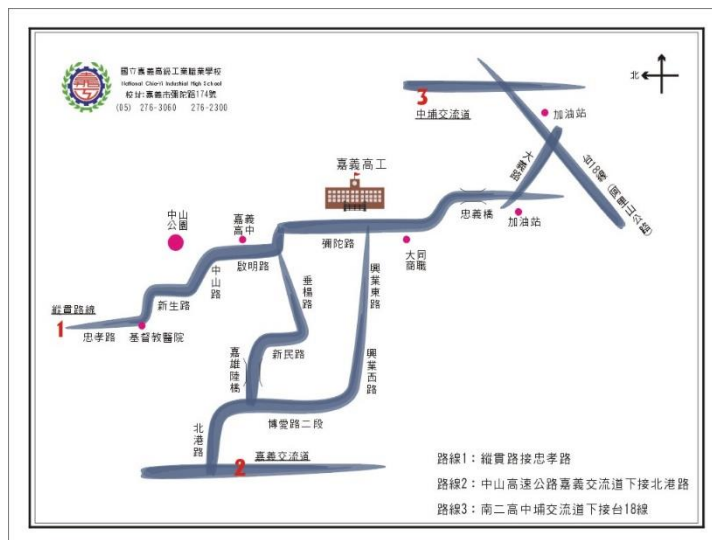 國立嘉義高級工業職業學校
National Chia-Yi Industrial High School
校址:嘉義市彌陀路174號
(05) 276-3060 276-2300
北
3
中埔交流道
加油站
大義路
台18線(阿里山公路)
嘉義高工
忠義橋
加油站
中山
公園
嘉義
高中
彌陀路
大同
商職
啟明路
中山路
垂楊路
興業東路
新生路
縱貫路線
1
忠孝路
基督教醫院
新民路
嘉雄陸橋
興業西路
博愛路二段
北港路
嘉義交流道
2
路線1：縱貫路接忠孝路
路線2：中山高速公路嘉義交流道下接北港路
路線3：南二高中埔交流道下接台18線